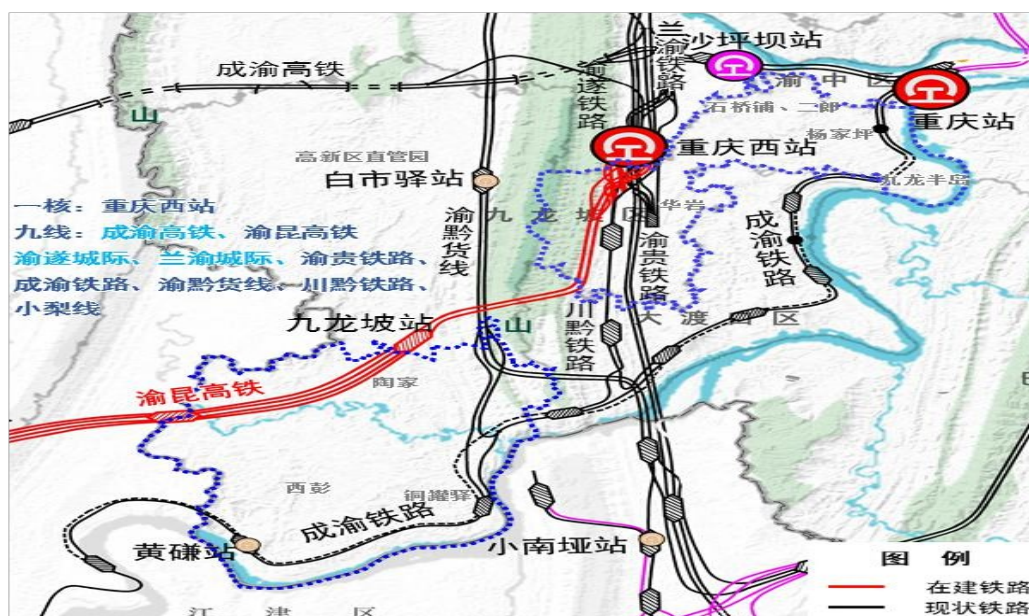 成渝高铁
渝遂铁路
兰渝铁路
沙坪坝站
渝中区
山
石桥铺、二郎
重庆站
杨家坪
重庆西站
高新区直管园
白市驿站
九龙半岛
一核：重庆西站
九线：成渝高铁、渝昆高铁
渝遂城际、兰渝城际、渝贵铁路、
成渝铁路、渝黔货线、川黔铁路、
小梨线
九龙坡区
华岩
渝黔货线
渝贵铁路
成渝铁路
九龙坡站
山
川黔铁路
大渡口区
渝昆高铁
陶家
西彭
铜罐驿
成渝铁路
黄磏站
小南垭站
江津区
图例
在建铁路
现状铁路